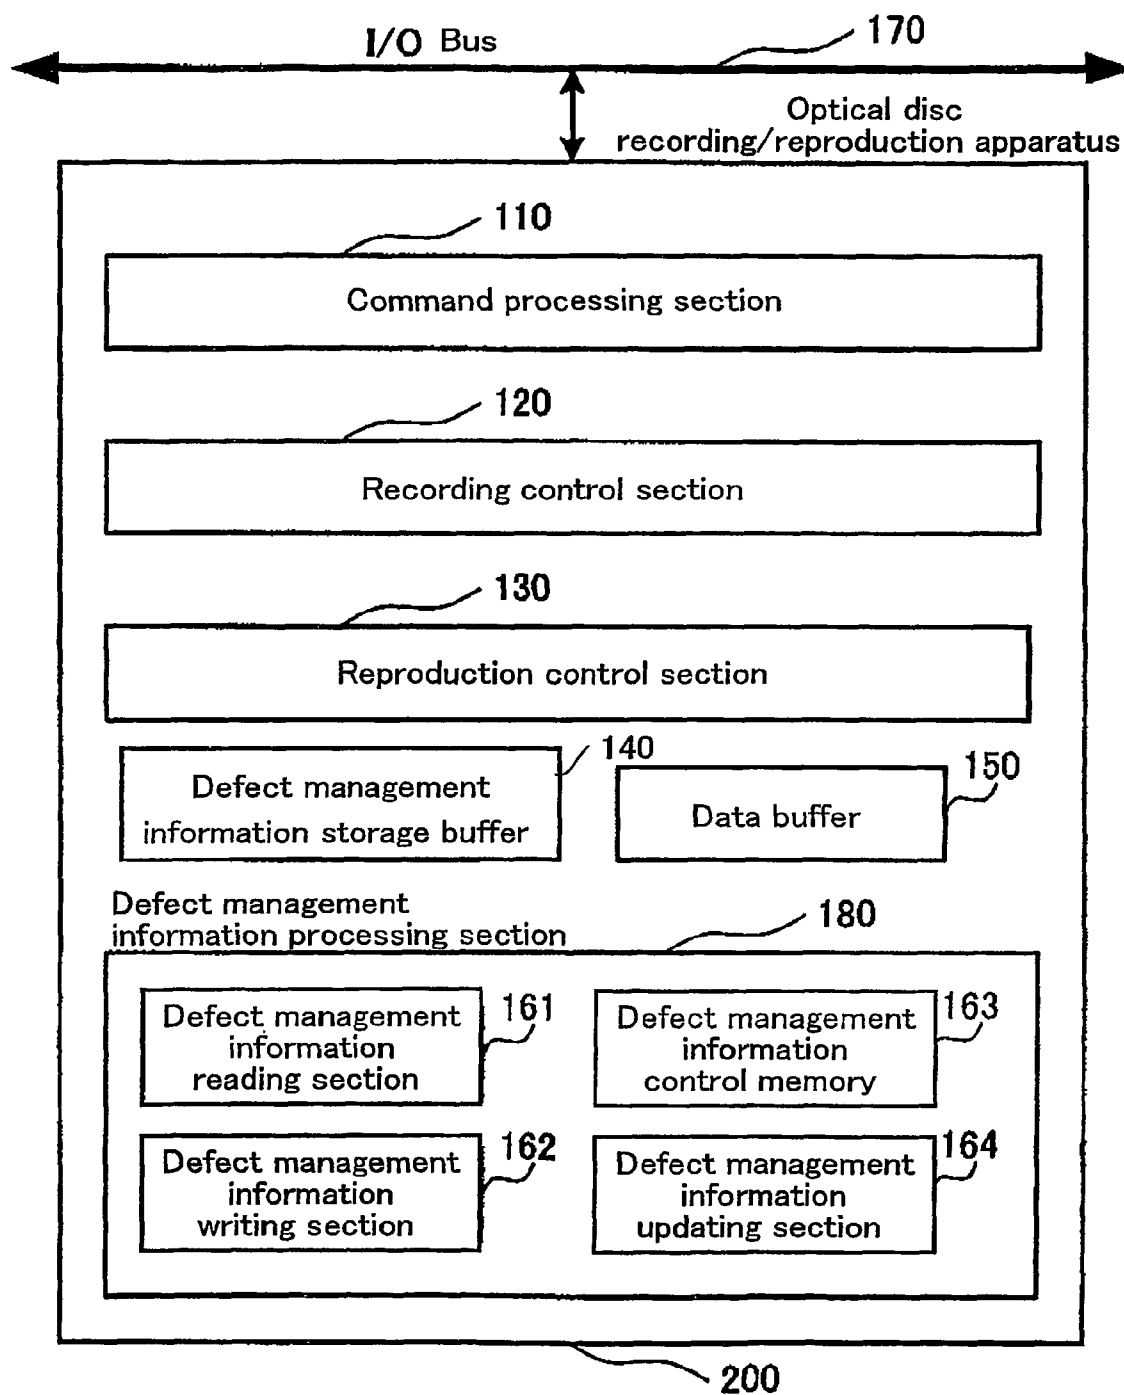 I/O Bus
170
Optical disc
recording/reproduction apparatus
110
Command processing section
120
Recording control section
130
Reproduction control section
140
Defect management
information storage buffer
150
Data buffer
Defect management
information processing section
180
Defect management
information
reading section
161
Defect management
information
control memory
163
Defect management
information
writing section
162
Defect management
information
updating section
164
200